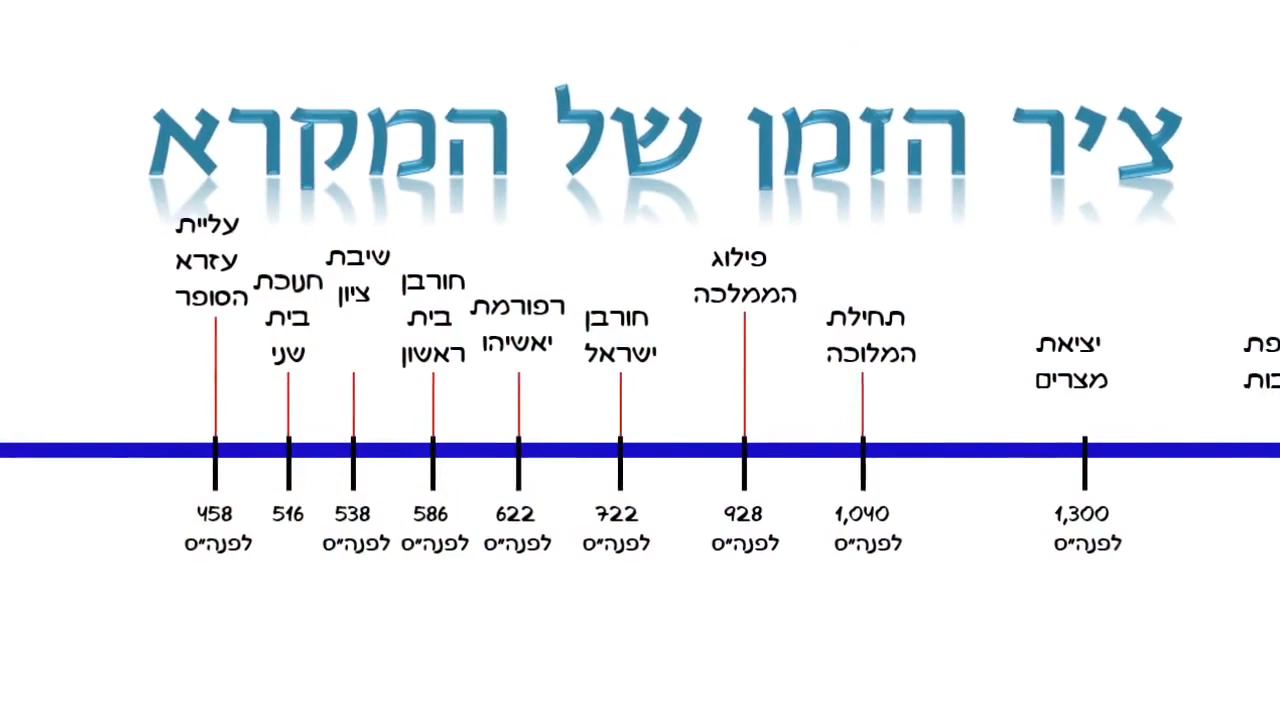 ציר הזמן של המקרא
פת
בות
יציאת
מצרים
תחילת
המלוכה
פילוג
הממלכה
חורבן
ישראל
רפורמת
יאשיהו
חורבן
בית
ראשון
שיבת
ציון
חנוכת
בית
שני
עליית
עזרא
הסופר
1,300
לפנה"ס
1,040
לפנה"ס
928
לפנה"ס
722
לפנה"ס
622
לפנה"ס
586
לפנה"ס
538
לפנה"ס
516
458
לפנה"ס